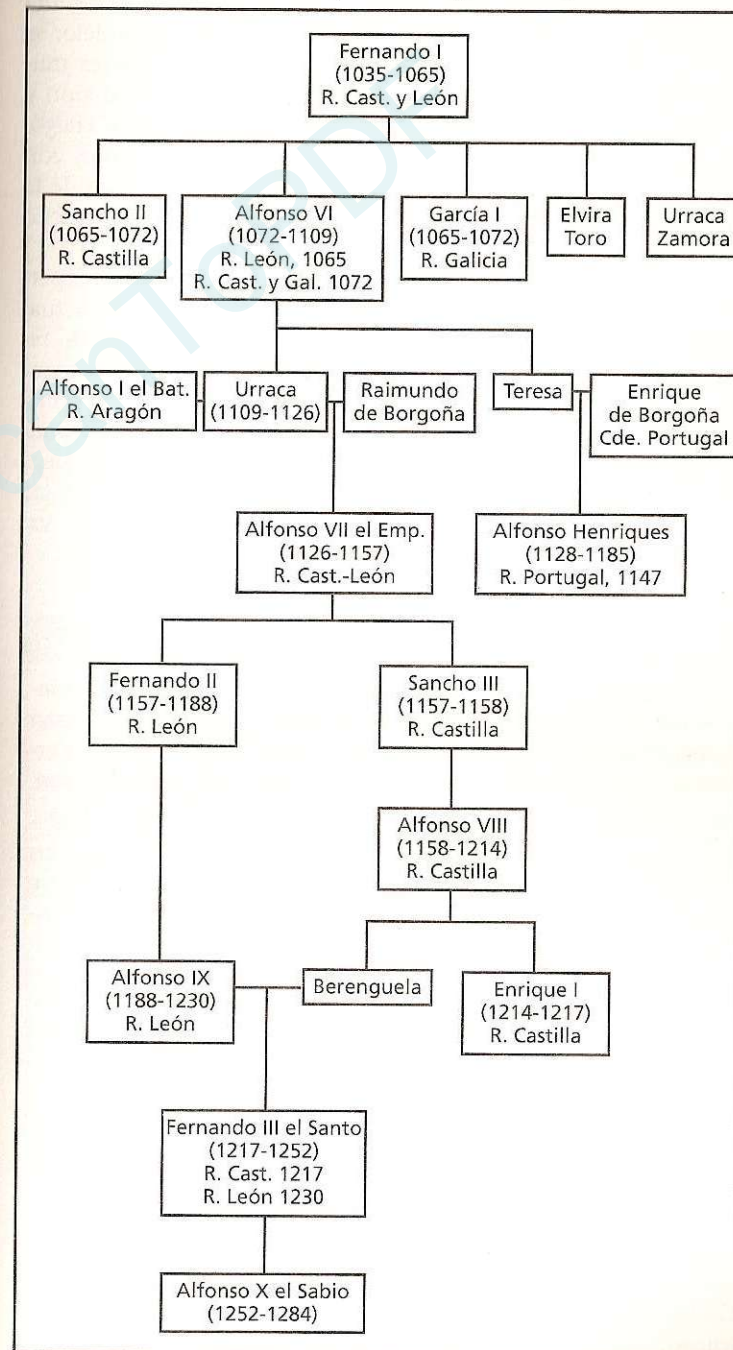 Fernando I
(1035-1065)
R. Cast. y León
Sancho II
(1065-1072)
R. Castilla
Alfonso VI
(1072-1109)
R. León, 1065
R. Cast. y Gal. 1072
García I
(1065-1072)
R. Galicia
Elvira
Toro
Urraca
Zamora
Alfonso I el Bat.
R. Aragón
Urraca
(1109-1126)
Raimundo
de Borgoña
Teresa
Enrique
de Borgoña
Cde. Portugal
Alfonso VII el Emp.
(1126-1157)
R. Cast.-León
Alfonso Henriques
(1128-1185)
R. Portugal, 1147
Fernando II
(1157-1188)
R. León
Sancho III
(1157-1158)
R. Castilla
Alfonso VIII
(1158-1214)
R. Castilla
Alfonso IX
(1188-1230)
R. León
Berenguela
Enrique I
(1214-1217)
R. Castilla
Fernando III el Santo
(1217-1252)
R. Cast. 1217
R. León 1230
Alfonso X el Sabio
(1252-1284)
canToPDF